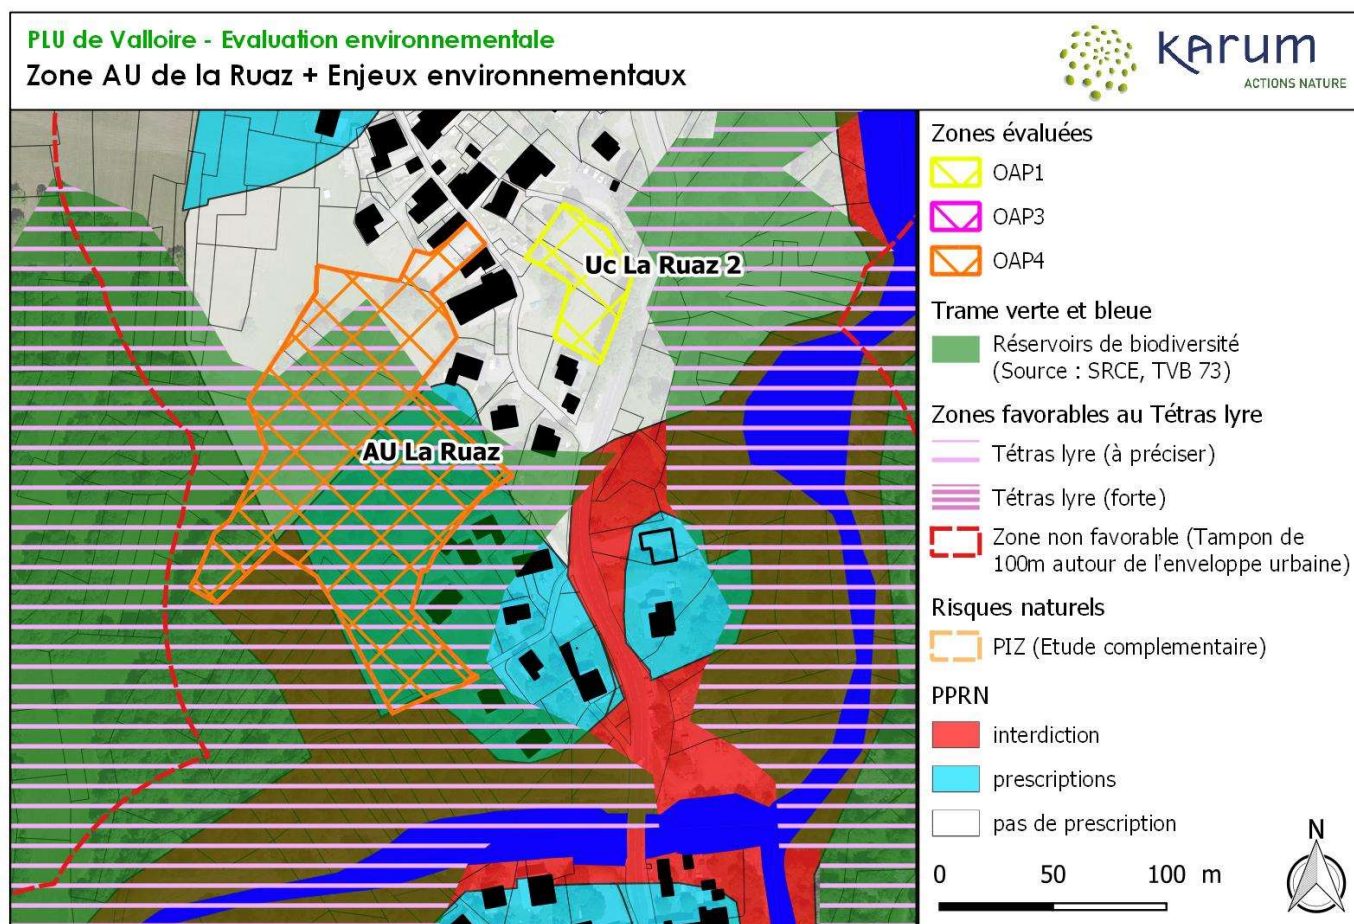 PLU de Valloire - Evaluation environnementale
Zone AU de la Ruaz + Enjeux environnementaux
KARUM
ACTIONS NATURE
Uc La Ruaz 2
AU La Ruaz
Zones évaluées
OAP1
OAP3
OAP4
Trame verte et bleue
Réservoirs de biodiversité
(Source : SRCE, TVB 73)
Zones favorables au Tétras lyre
Tétras lyre (à préciser)
Tétras lyre (forte)
Zone non favorable (Tampon de
100m autour de l'enveloppe urbaine)
Risques naturels
PIZ (Etude complementaire)
PPRN
interdiction
prescriptions
pas de prescription
N
0 50 100 m